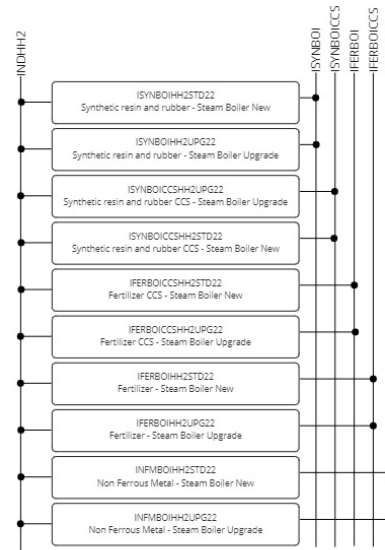 INDHH2
ISYNBOI
ISYNBOICCS
IFERBOI
IFERBOICCS
ISYNBOIHH2STD22
Synthetic resin and rubber - Steam Boiler New
ISYNBOIHH2UPG22
Synthetic resin and rubber - Steam Boiler Upgrade
ISYNBOICCSHH2UPG22
Synthetic resin and rubber CCS - Steam Boiler Upgrade
ISYNBOICCSHH2STD22
Synthetic resin and rubber CCS - Steam Boiler New
IFERBOICCSHH2STD22
Fertilizer CCS - Steam Boiler New
IFERBOICCSHH2UPG22
Fertilizer CCS - Steam Boiler Upgrade
IFERBOIHH2STD22
Fertilizer - Steam Boiler New
IFERBOIHH2UPG22
Fertilizer - Steam Boiler Upgrade
INFMBOIHH2STD22
Non Ferrous Metal - Steam Boiler New
INFMBOIHH2UPG22
Non Ferrous Metal - Steam Boiler Upgrade